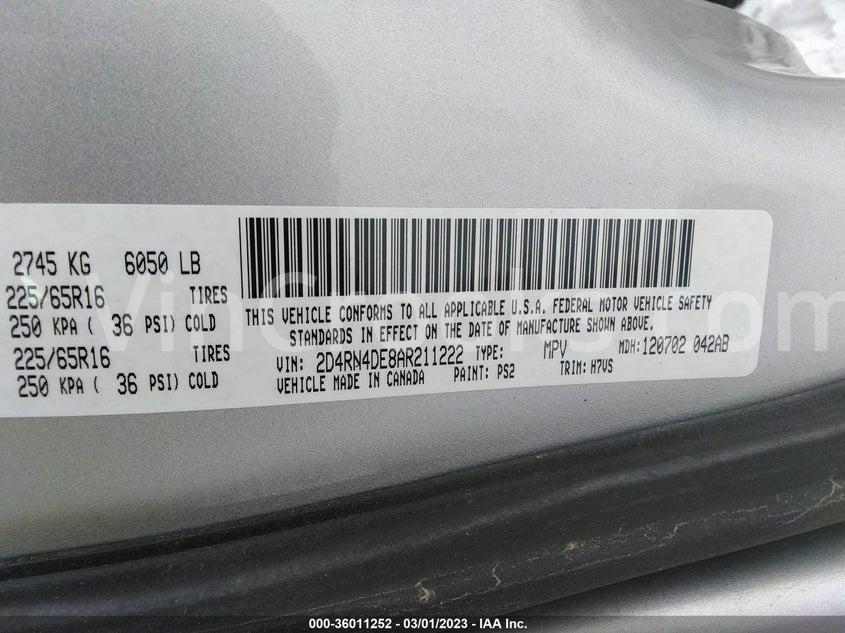 2745 KG 6050 LB
225/65R16 TIRES
250 KPA ( 36 PSI) COLD
225/65R16 TIRES
250 KPA ( 36 PSI) COLD
THIS VEHICLE CONFORMS TO ALL APPLICABLE U.S.A. FEDERAL MOTOR VEHICLE SAFETY
STANDARDS IN EFFECT ON THE DATE OF MANUFACTURE SHOWN ABOVE.
VIN: 2D4RN4DE8AR211222 TYPE: MPV MDH: 120702 042AB
VEHICLE MADE IN CANADA PAINT: PS2 TRIM: H7VS
VinCheck
.com
000-36011252 - 03/01/2023 - IAA Inc.